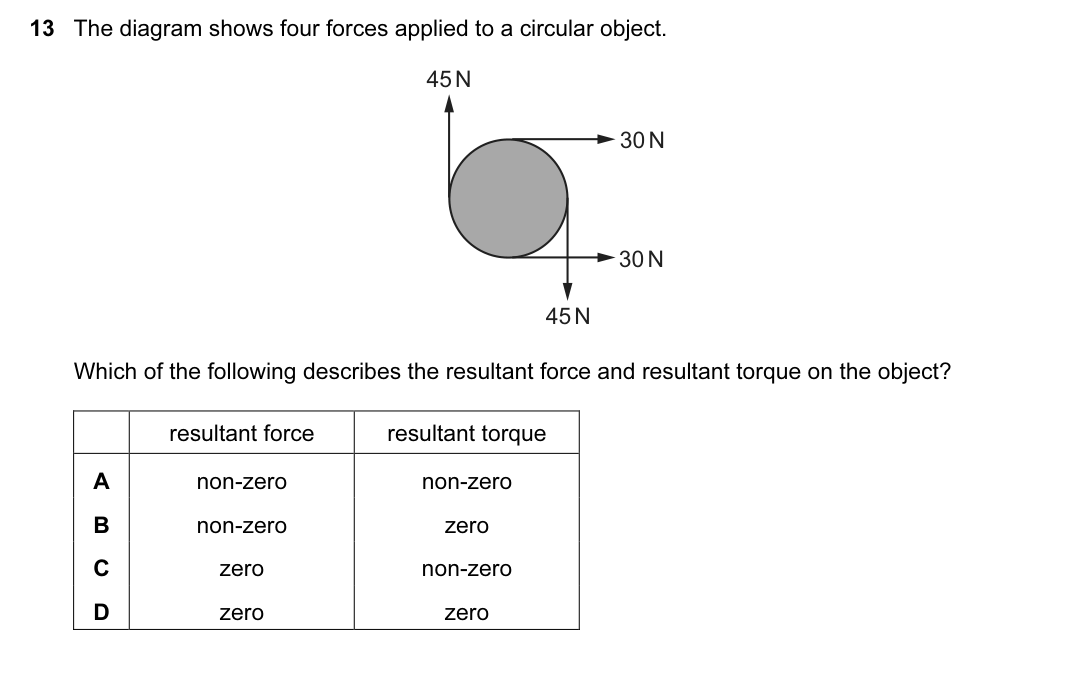 13 The diagram shows four forces applied to a circular object.
45 N
30 N
30 N
45 N
Which of the following describes the resultant force and resultant torque on the object?
resultant force resultant torque
A non-zero non-zero
B non-zero zero
C zero non-zero
D zero zero